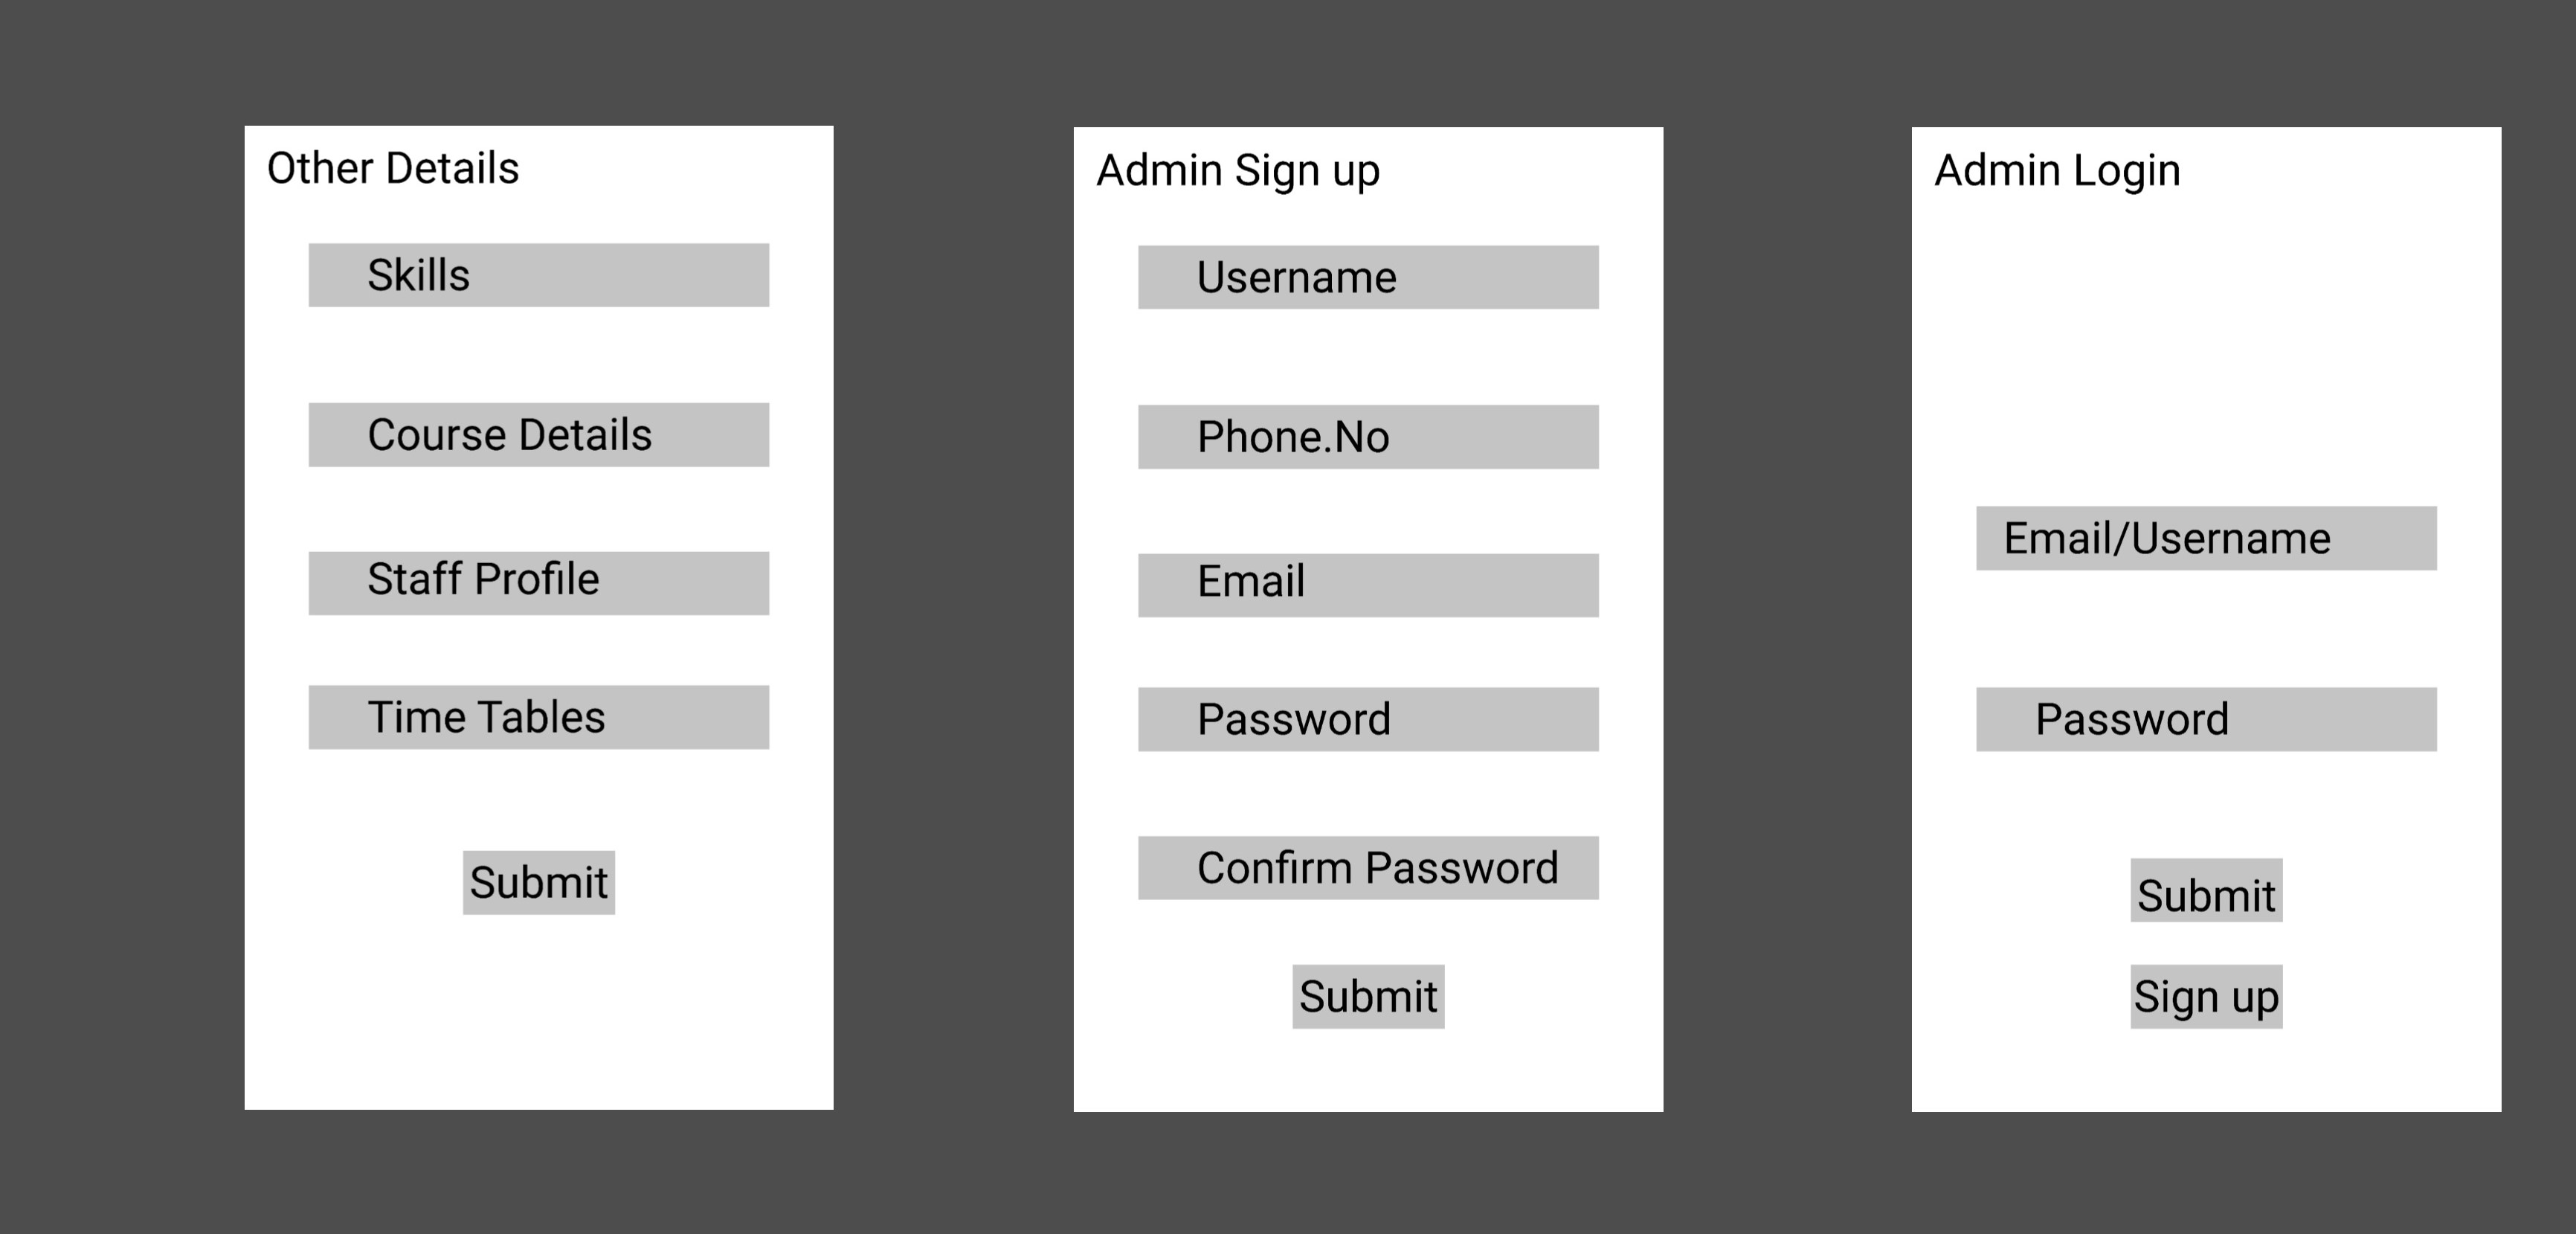 Other Details
Skills
Course Details
Staff Profile
Time Tables
Submit
Admin Sign up
Username
Phone.No
Email
Password
Confirm Password
Submit
Admin Login
Email/Username
Password
Submit
Sign up